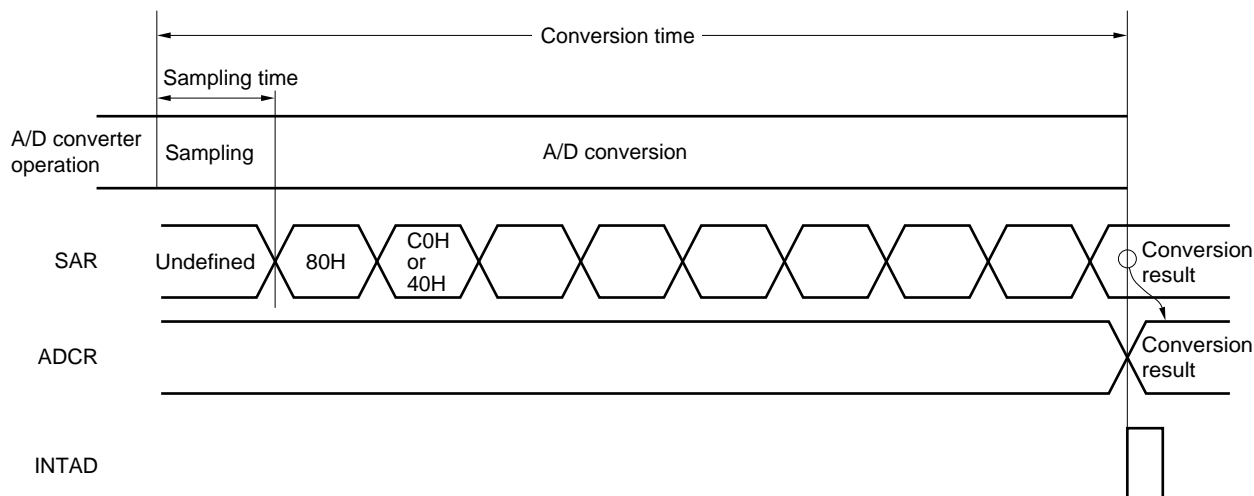 Conversion time
Sampling time
A/D converter
operation
Sampling
A/D conversion
SAR
Undefined
80H
C0H
or
40H
Conversion
result
ADCR
Conversion
result
INTAD